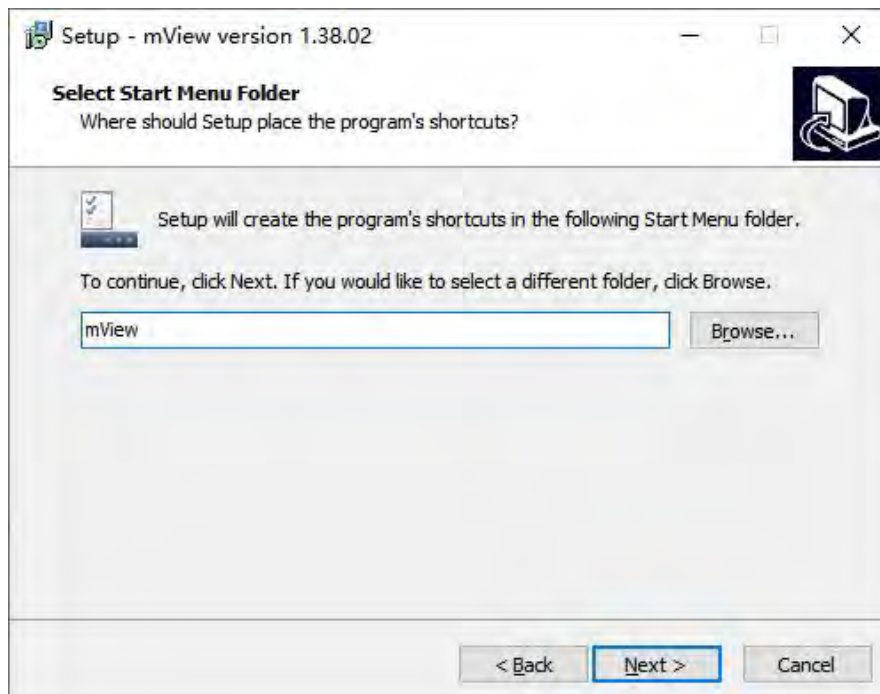 Setup - mView version 1.38.02
Select Start Menu Folder
Where should Setup place the program's shortcuts?
Setup will create the program's shortcuts in the following Start Menu folder.
To continue, click Next. If you would like to select a different folder, click Browse.
mView
Browse...
< Back
Next >
Cancel